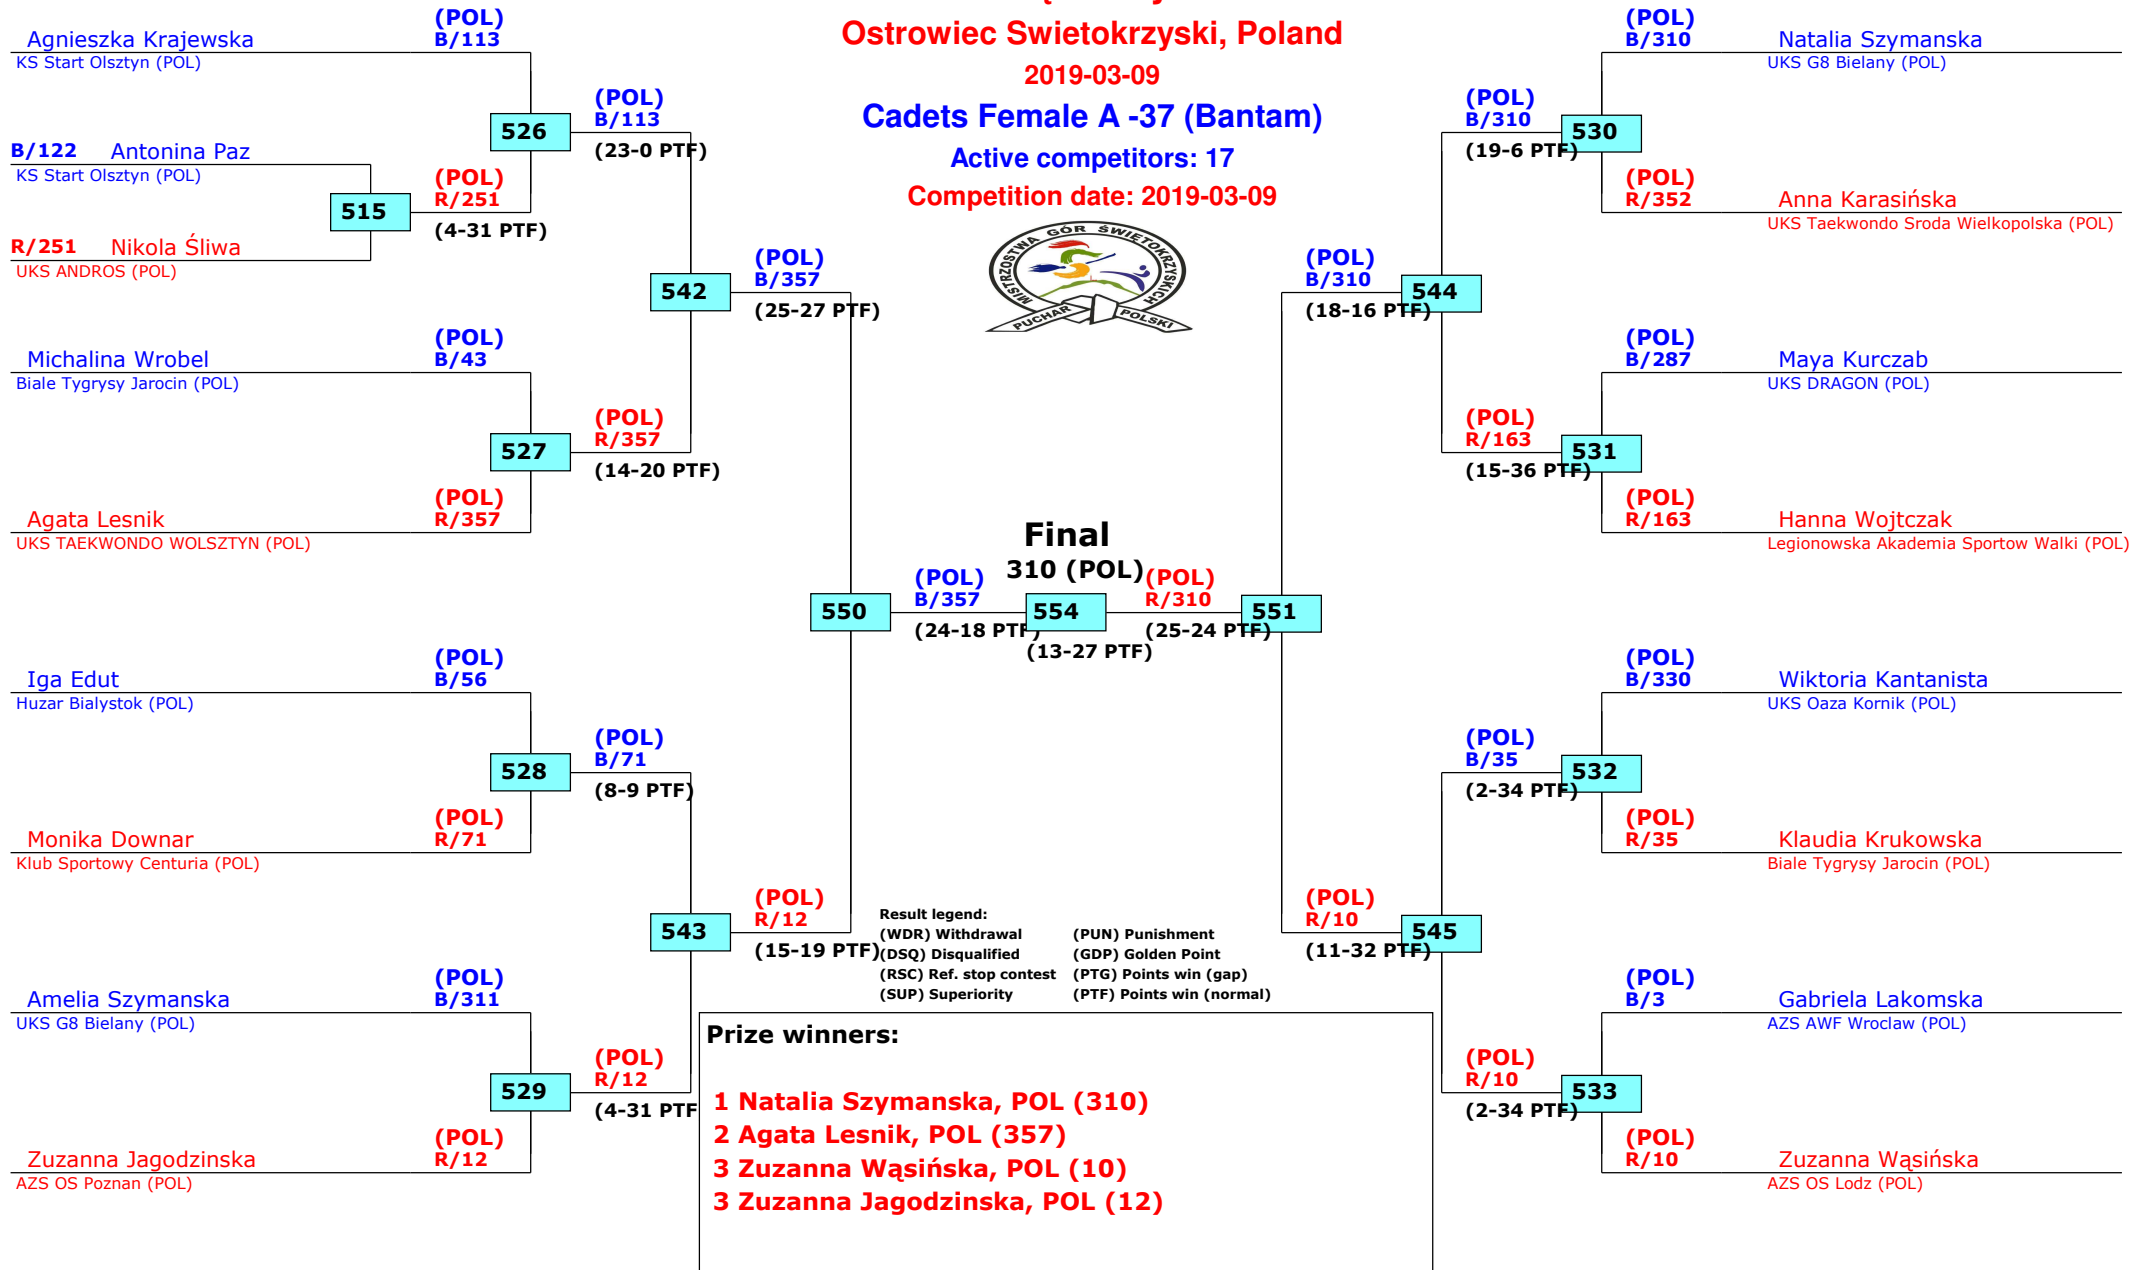 Ostrowiec Swietokrzyski, Poland
2019-03-09
Cadets Female A -37 (Bantam)
Active competitors: 17
Competition date: 2019-03-09
MISTRZOSTWA GÓR ŚWIĘTOKRZYSKICH
PUCHAR POLSKI
(POL)
Agnieszka Krajewska B/113
KS Start Olsztyn (POL)
(POL)
526 B/113
(23-0 PTF)
B/122 Antonina Paz
KS Start Olsztyn (POL)
(POL)
515 R/251
(4-31 PTF)
R/251 Nikola Śliwa
UKS ANDROS (POL)
(POL)
542 B/357
(25-27 PTF)
(POL)
Michalina Wrobel B/43
Biale Tygrysy Jarocin (POL)
(POL)
527 R/357
(14-20 PTF)
(POL)
Agata Lesnik R/357
UKS TAEKWONDO WOLSZTYN (POL)
(POL)
550 B/357
(24-18 PTF)
(POL)
Iga Edut B/56
Huzar Bialystok (POL)
(POL)
528 B/71
(8-9 PTF)
(POL)
Monika Downar R/71
Klub Sportowy Centuria (POL)
(POL)
543 R/12
(15-19 PTF)
(POL)
Amelia Szymanska B/311
UKS G8 Bielany (POL)
(POL)
529 R/12
(4-31 PTF
(POL)
Zuzanna Jagodzinska R/12
AZS OS Poznan (POL)
Final
310 (POL)
554
(13-27 PTF)
(POL)
B/310 Natalia Szymanska
UKS G8 Bielany (POL)
(POL)
B/310 530
(19-6 PTF)
(POL)
R/352 Anna Karasińska
UKS Taekwondo Sroda Wielkopolska (POL)
(POL)
B/310 544
(18-16 PTF)
(POL)
B/287 Maya Kurczab
UKS DRAGON (POL)
(POL)
R/163 531
(15-36 PTF)
(POL)
R/163 Hanna Wojtczak
Legionowska Akademia Sportow Walki (POL)
(POL)
R/310 551
(25-24 PTF)
(POL)
B/330 Wiktoria Kantanista
UKS Oaza Kornik (POL)
(POL)
B/35 532
(2-34 PTF)
(POL)
R/35 Klaudia Krukowska
Biale Tygrysy Jarocin (POL)
(POL)
R/10 545
(11-32 PTF)
(POL)
B/3 Gabriela Lakomska
AZS AWF Wroclaw (POL)
(POL)
R/10 533
(2-34 PTF)
(POL)
R/10 Zuzanna Wąsińska
AZS OS Lodz (POL)
Result legend:
(WDR) Withdrawal (PUN) Punishment
(DSQ) Disqualified (GDP) Golden Point
(RSC) Ref. stop contest (PTG) Points win (gap)
(SUP) Superiority (PTF) Points win (normal)
Prize winners:
1 Natalia Szymanska, POL (310)
2 Agata Lesnik, POL (357)
3 Zuzanna Wąsińska, POL (10)
3 Zuzanna Jagodzinska, POL (12)